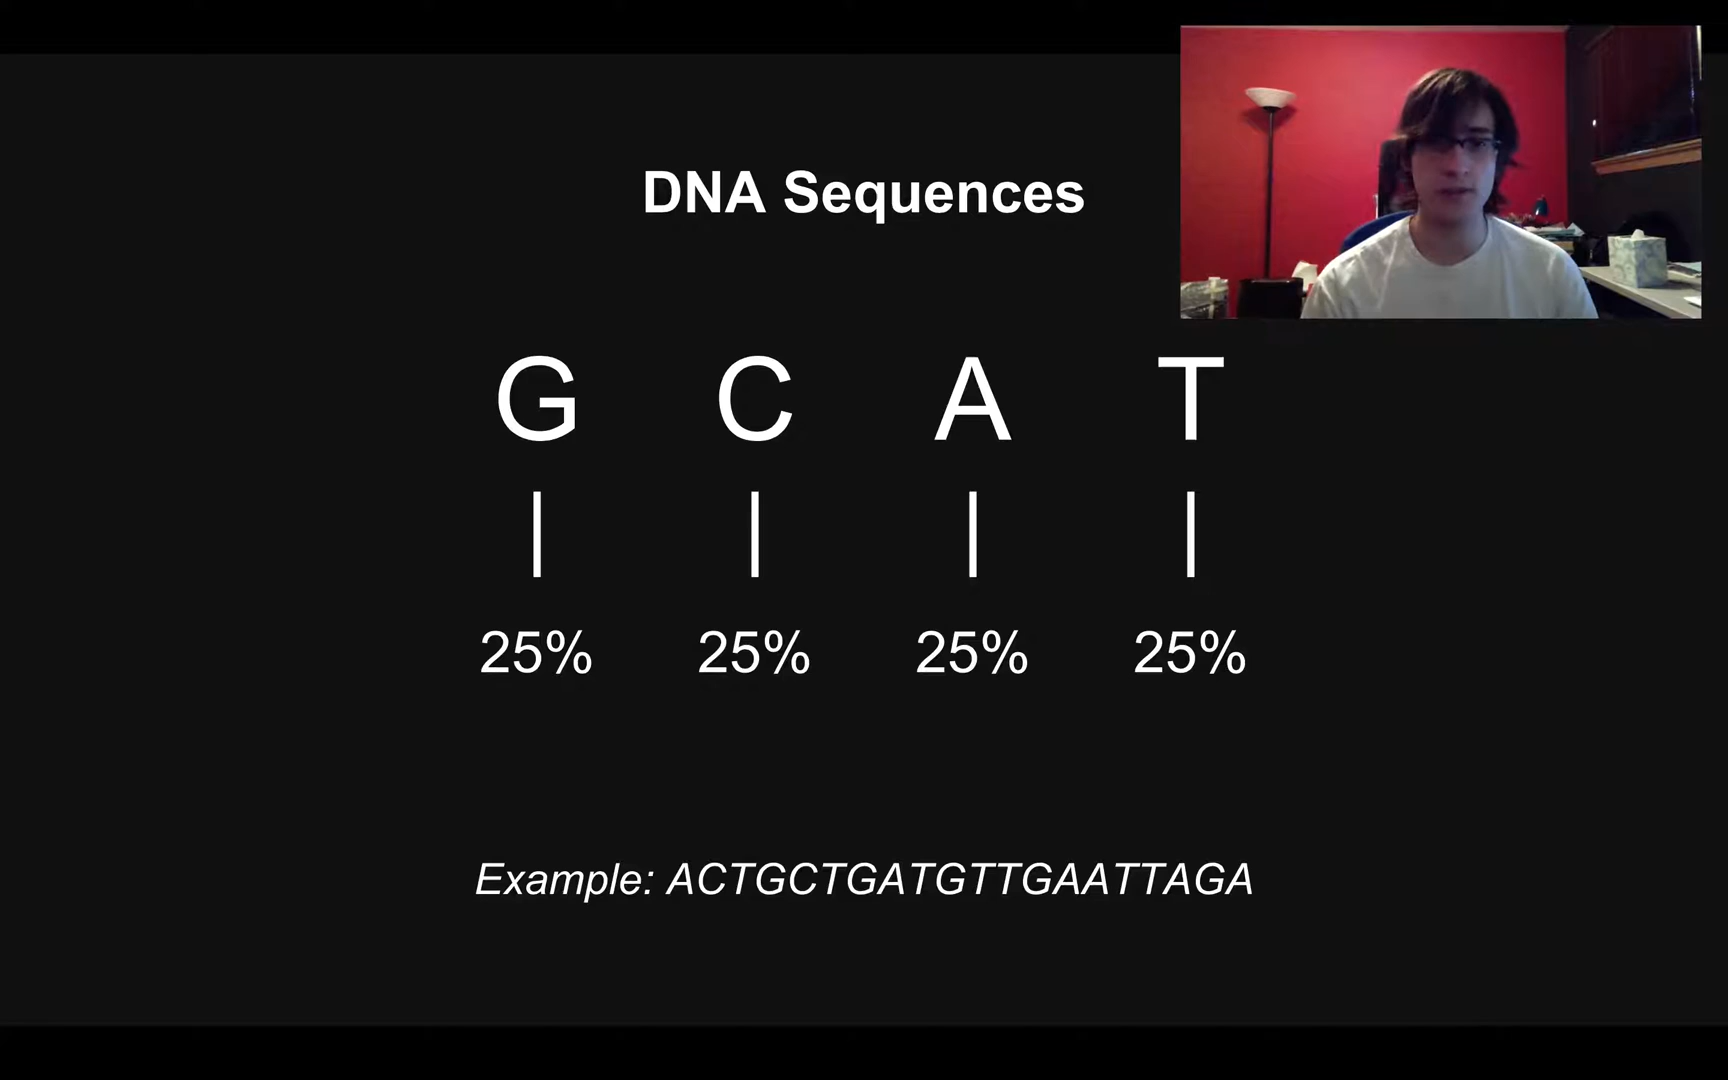 DNA Sequences
G C A T
| | | |
25% 25% 25% 25%
Example: ACTGCTGATGTTGAATTAGA